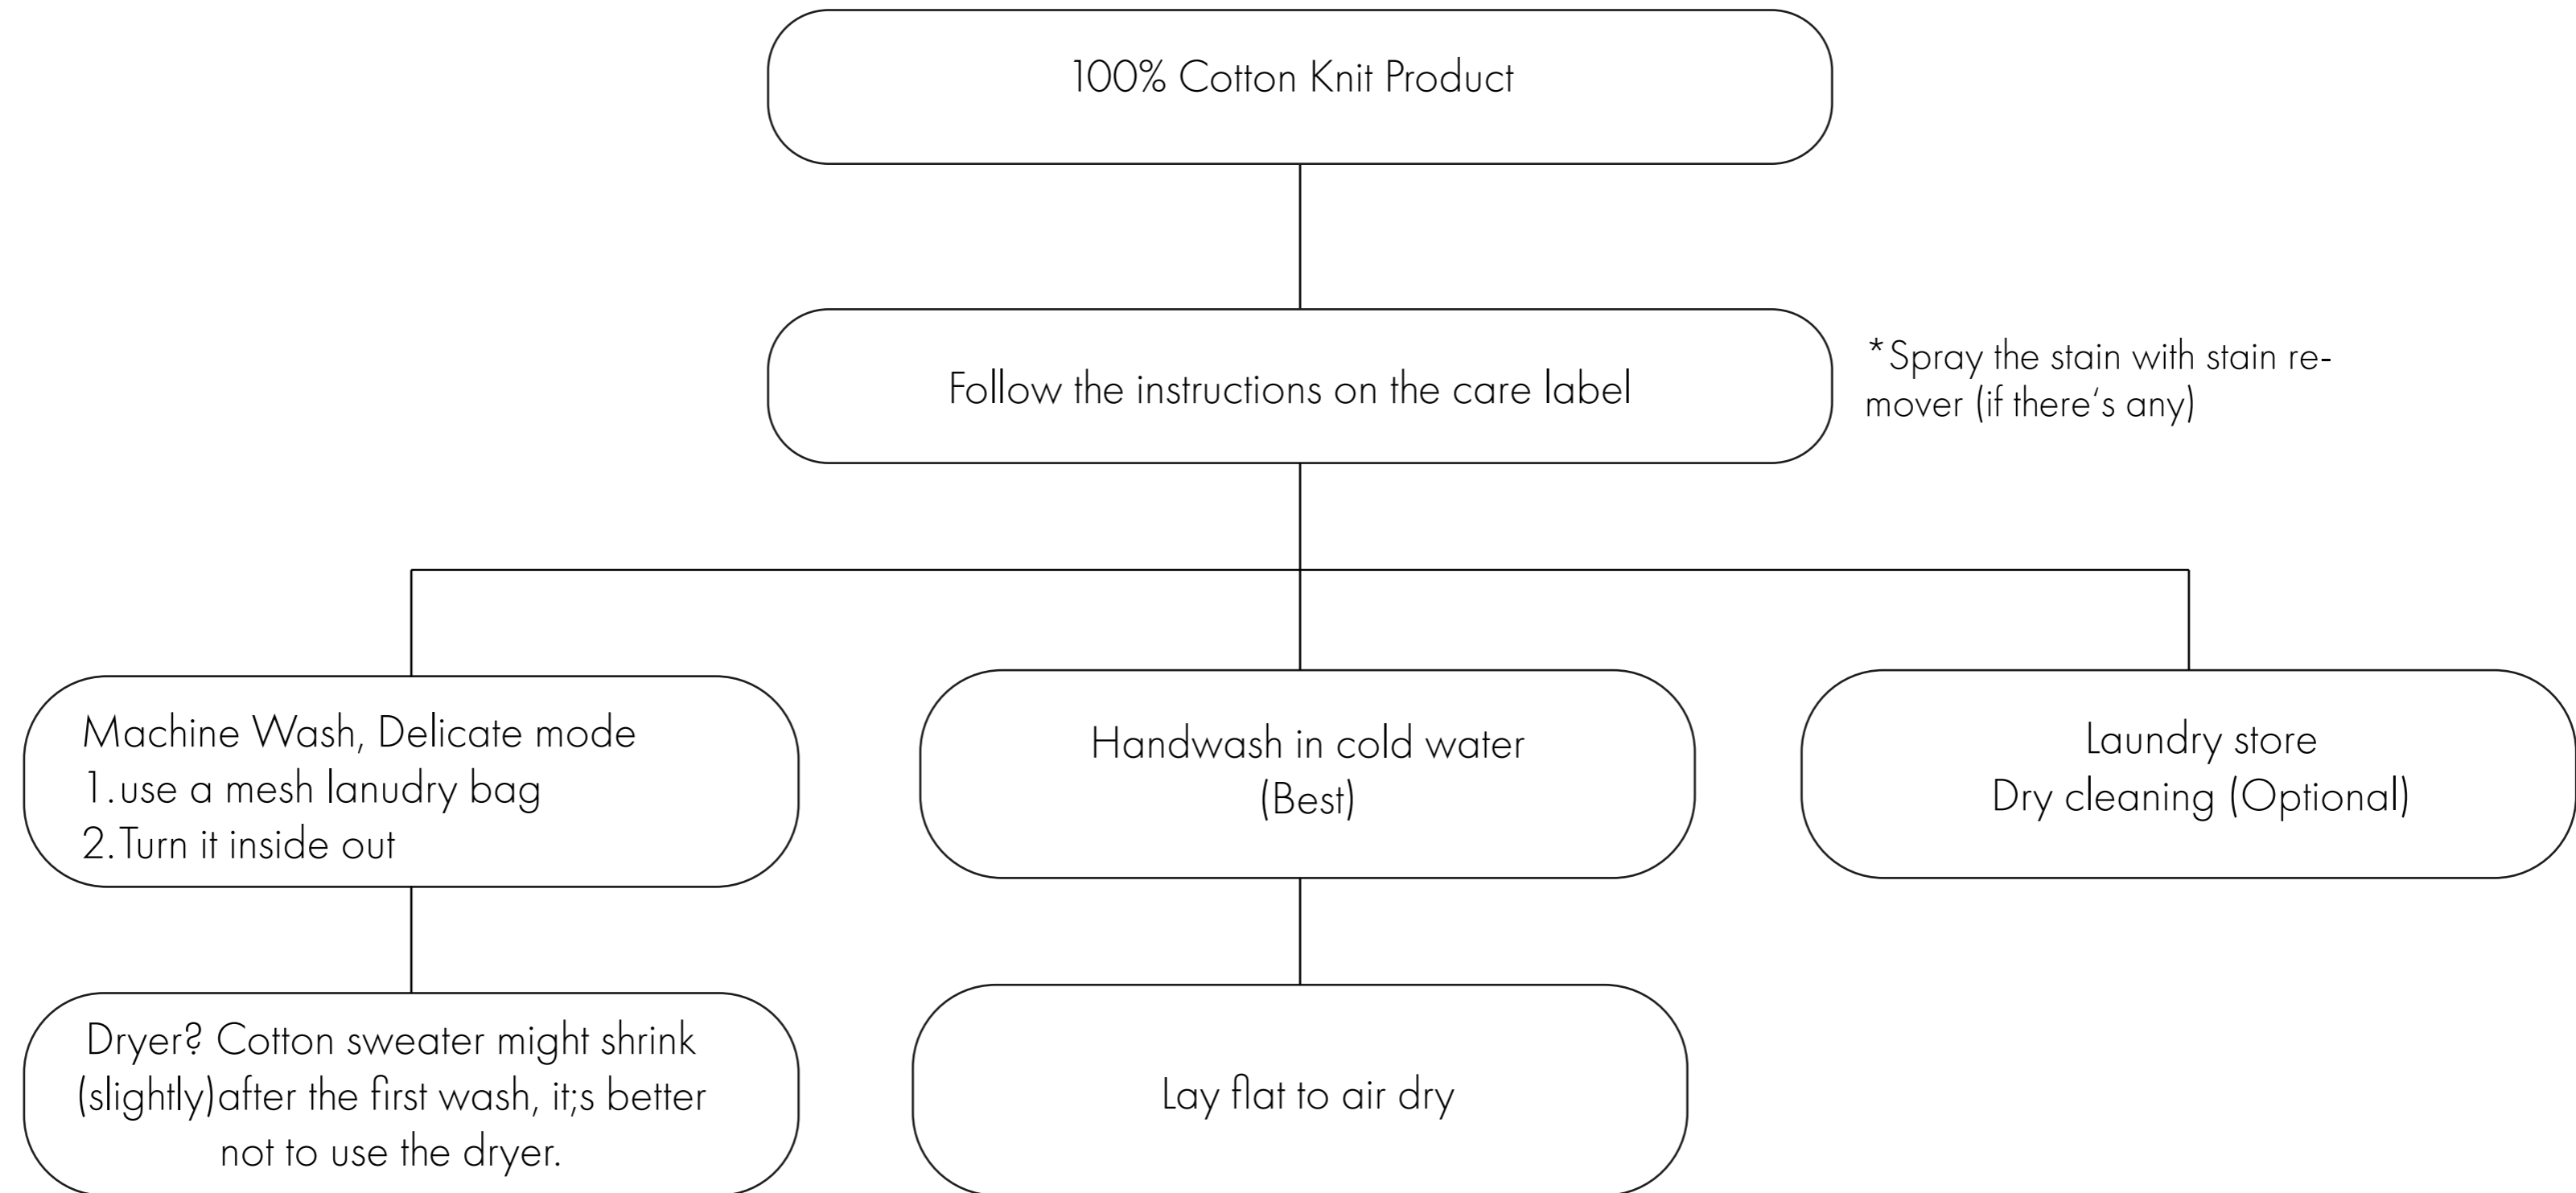 100% Cotton Knit Product
Follow the instructions on the care label
*Spray the stain with stain re-
mover (if there's any)
Machine Wash, Delicate mode
1.use a mesh lanudry bag
2.Turn it inside out
Handwash in cold water
(Best)
Laundry store
Dry cleaning (Optional)
Dryer? Cotton sweater might shrink
(slightly)after the first wash, it;s better
not to use the dryer.
Lay flat to air dry